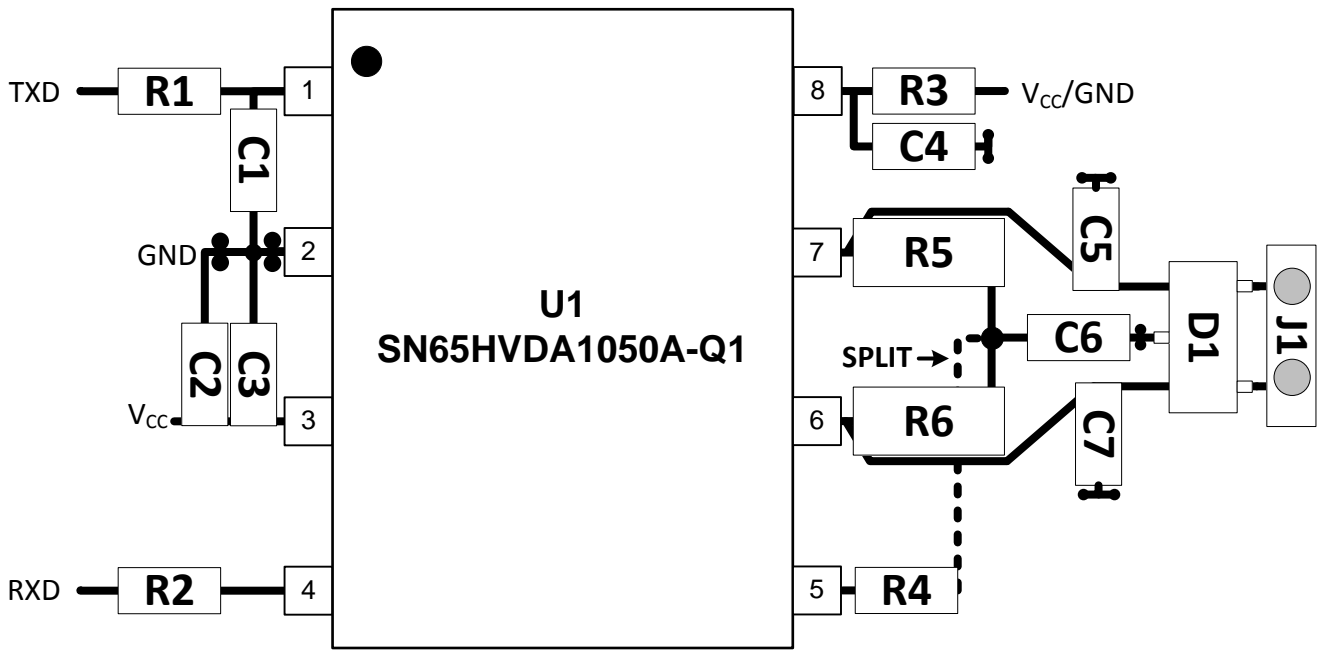 TXD
R1
1
8
R3
VCC/GND
C1
C4
GND
2
7
R5
C5
U1
SN65HVDA1050A-Q1
C2
C3
SPLIT
C6
D1
J1
VCC
3
6
R6
C7
RXD
R2
4
5
R4